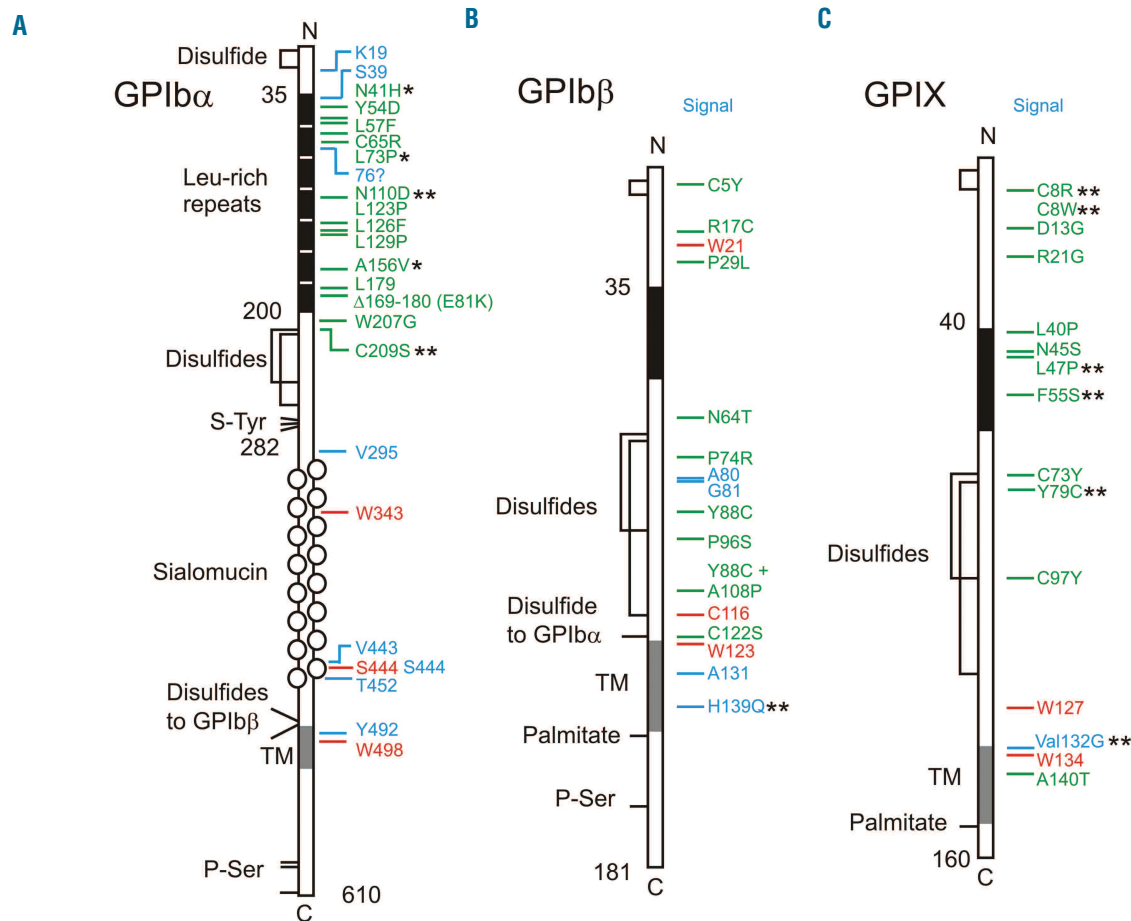 A
N
Disulfide
GPIbα
35
Leu-rich
repeats
200
Disulfides
S-Tyr
282
Sialomucin
Disulfides
to GPIbβ
TM
P-Ser
610
C
K19
S39
N41H*
Y54D
L57F
C65R
L73P*
76?
N110D**
L123P
L126F
L129P
A156V*
L179
Δ169-180 (E81K)
W207G
C209S**
V295
W343
V443
S444 S444
T452
Y492
W498
B
GPIbβ
Signal
N
35
Disulfides
Disulfide
to GPIbα
TM
Palmitate
P-Ser
181
C
C5Y
R17C
W21
P29L
N64T
P74R
A80
G81
Y88C
P96S
Y88C +
A108P
C116
C122S
W123
A131
H139Q**
C
GPIX
Signal
N
40
Disulfides
TM
Palmitate
160
C
C8R**
C8W**
D13G
R21G
L40P
N45S
L47P**
F55S**
C73Y
Y79C**
C97Y
W127
Val132G**
W134
A140T